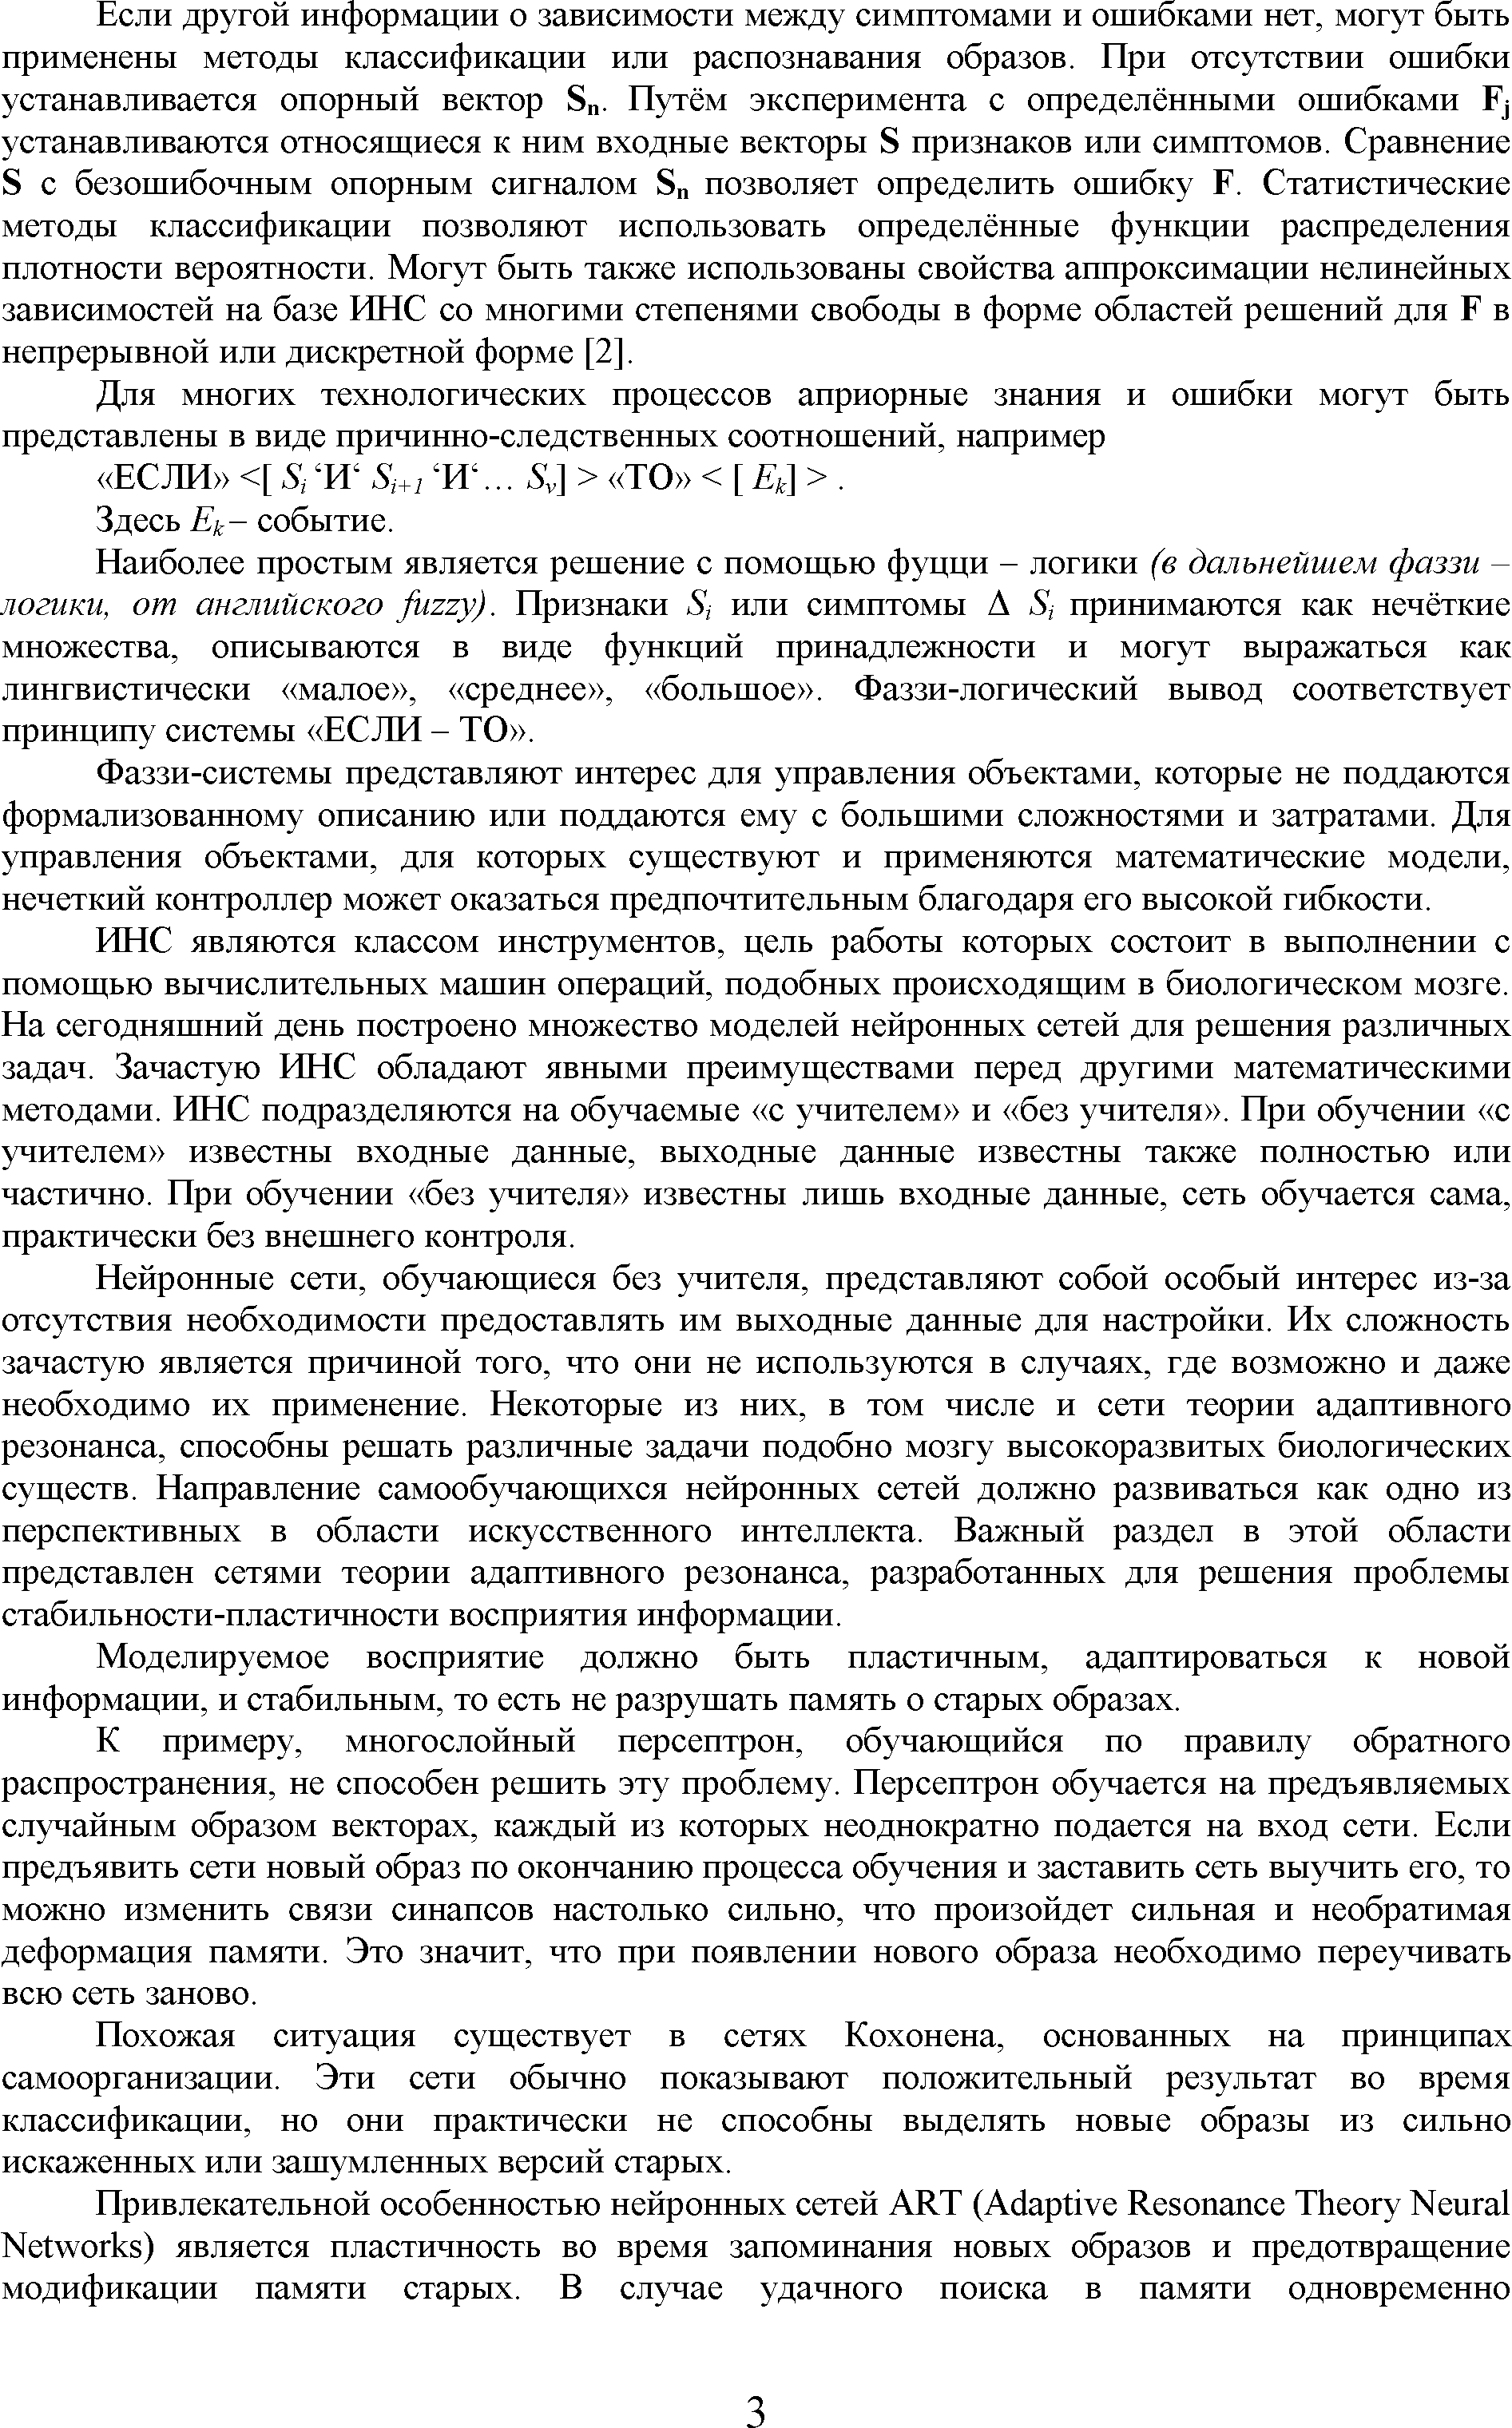 Если другой информации о зависимости между симптомами и ошибками нет, могут быть
применены методы классификации или распознавания образов. При отсутствии ошибки
устанавливается опорный вектор Sn. Путём эксперимента с определёнными ошибками Fj
устанавливаются относящиеся к ним входные векторы S признаков или симптомов. Сравнение
S с безошибочным опорным сигналом Sn позволяет определить ошибку F. Статистические
методы классификации позволяют использовать определённые функции распределения
плотности вероятности. Могут быть также использованы свойства аппроксимации нелинейных
зависимостей на базе ИНС со многими степенями свободы в форме областей решений для F в
непрерывной или дискретной форме [2].
Для многих технологических процессов априорные знания и ошибки могут быть
представлены в виде причинно-следственных соотношений, например
«ЕСЛИ» <[ Si ‘И‘ Si+1 ‘И‘… Sv] > «ТО» < [ Ek] > .
Здесь Ek – событие.
Наиболее простым является решение с помощью фуцци – логики (в дальнейшем фаззи –
логики, от английского fuzzy). Признаки Si или симптомы Δ Si принимаются как нечёткие
множества, описываются в виде функций принадлежности и могут выражаться как
лингвистически «малое», «среднее», «большое». Фаззи-логический вывод соответствует
принципу системы «ЕСЛИ – ТО».
Фаззи-системы представляют интерес для управления объектами, которые не поддаются
формализованному описанию или поддаются ему с большими сложностями и затратами. Для
управления объектами, для которых существуют и применяются математические модели,
нечеткий контроллер может оказаться предпочтительным благодаря его высокой гибкости.
ИНС являются классом инструментов, цель работы которых состоит в выполнении с
помощью вычислительных машин операций, подобных происходящим в биологическом мозге.
На сегодняшний день построено множество моделей нейронных сетей для решения различных
задач. Зачастую ИНС обладают явными преимуществами перед другими математическими
методами. ИНС подразделяются на обучаемые «с учителем» и «без учителя». При обучении «с
учителем» известны входные данные, выходные данные известны также полностью или
частично. При обучении «без учителя» известны лишь входные данные, сеть обучается сама,
практически без внешнего контроля.
Нейронные сети, обучающиеся без учителя, представляют собой особый интерес из-за
отсутствия необходимости предоставлять им выходные данные для настройки. Их сложность
зачастую является причиной того, что они не используются в случаях, где возможно и даже
необходимо их применение. Некоторые из них, в том числе и сети теории адаптивного
резонанса, способны решать различные задачи подобно мозгу высокоразвитых биологических
существ. Направление самообучающихся нейронных сетей должно развиваться как одно из
перспективных в области искусственного интеллекта. Важный раздел в этой области
представлен сетями теории адаптивного резонанса, разработанных для решения проблемы
стабильности-пластичности восприятия информации.
Моделируемое восприятие должно быть пластичным, адаптироваться к новой
информации, и стабильным, то есть не разрушать память о старых образах.
К примеру, многослойный персептрон, обучающийся по правилу обратного
распространения, не способен решить эту проблему. Персептрон обучается на предъявляемых
случайным образом векторах, каждый из которых неоднократно подается на вход сети. Если
предъявить сети новый образ по окончанию процесса обучения и заставить сеть выучить его, то
можно изменить связи синапсов настолько сильно, что произойдет сильная и необратимая
деформация памяти. Это значит, что при появлении нового образа необходимо переучивать
всю сеть заново.
Похожая ситуация существует в сетях Кохонена, основанных на принципах
самоорганизации. Эти сети обычно показывают положительный результат во время
классификации, но они практически не способны выделять новые образы из сильно
искаженных или зашумленных версий старых.
Привлекательной особенностью нейронных сетей ART (Adaptive Resonance Theory Neural
Networks) является пластичность во время запоминания новых образов и предотвращение
модификации памяти старых. В случае удачного поиска в памяти одновременно
3